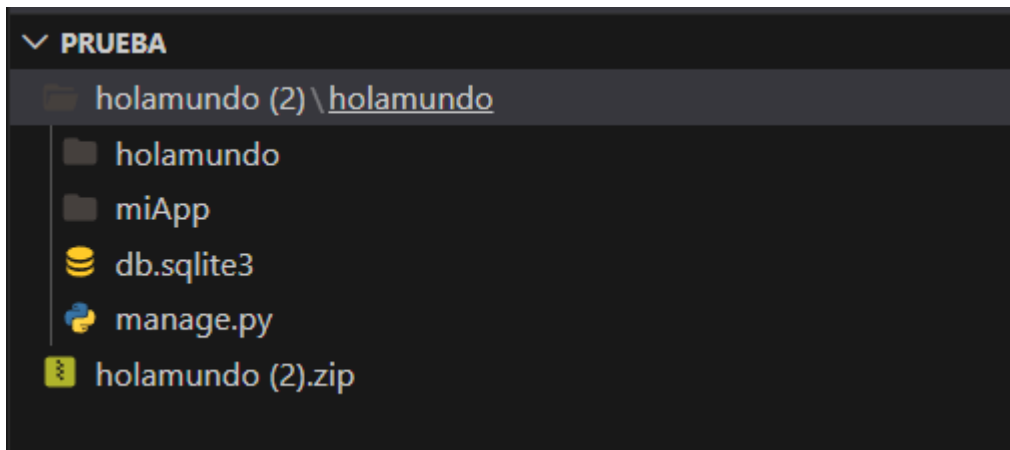 PRUEBA
holamundo (2)\holamundo
holamundo
miApp
db.sqlite3
manage.py
holamundo (2).zip